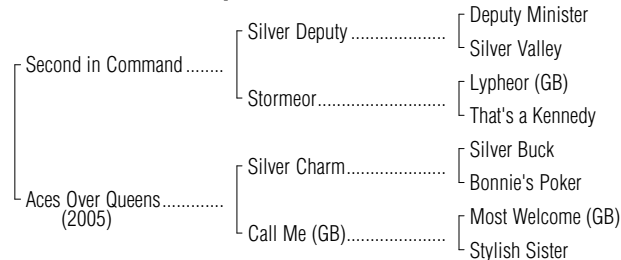 Deputy Minister
Silver Deputy ...................
Silver Valley
Second in Command ........
Lypheor (GB)
Stormeor..........................
That's a Kennedy
Silver Buck
Silver Charm....................
Bonnie's Poker
Aces Over Queens.............
(2005)
Most Welcome (GB)
Call Me (GB)....................
Stylish Sister